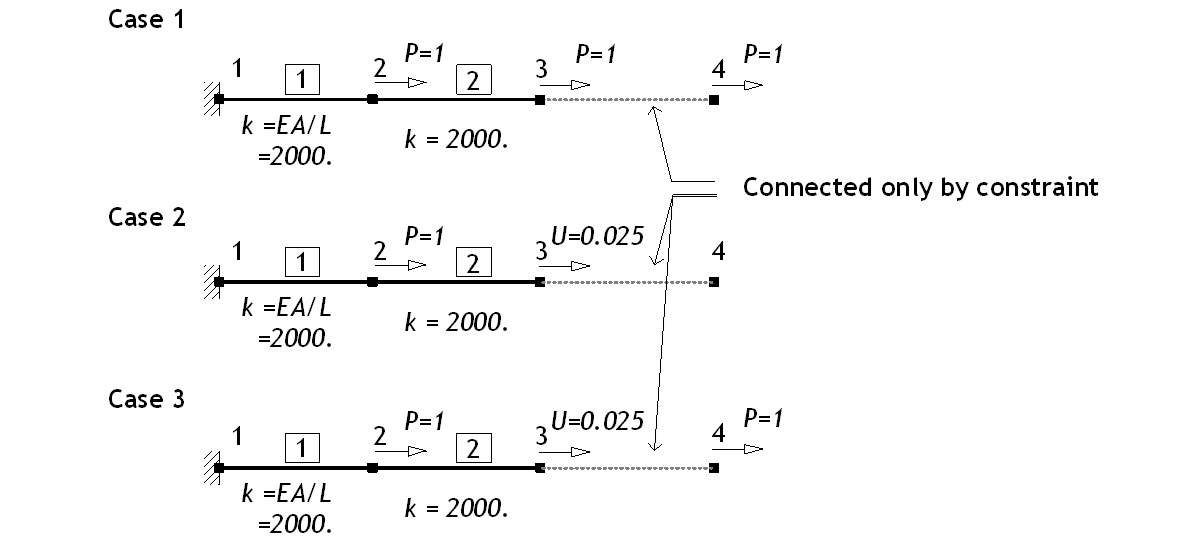 Case 1
1 1 2 P=1 2 3 P=1 4 P=1
k =EA/L
=2000.
k = 2000.
Connected only by constraint
Case 2
1 1 2 P=1 2 3 U=0.025 4
k =EA/L
=2000.
k = 2000.
Case 3
1 1 2 P=1 2 3 U=0.025 4 P=1
k =EA/L
=2000.
k = 2000.